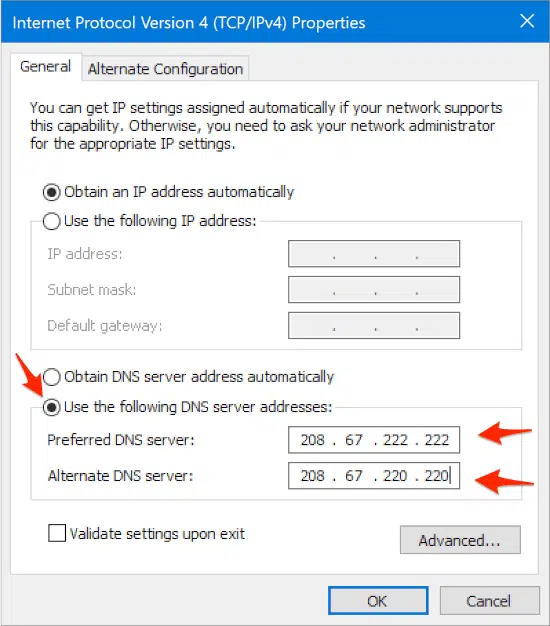 Internet Protocol Version 4 (TCP/IPv4) Properties
General
Alternate Configuration
You can get IP settings assigned automatically if your network supports
this capability. Otherwise, you need to ask your network administrator
for the appropriate IP settings.
Obtain an IP address automatically
Use the following IP address:
IP address: . . .
Subnet mask: . . .
Default gateway: . . .
Obtain DNS server address automatically
Use the following DNS server addresses:
Preferred DNS server: 208 . 67 . 222 . 222
Alternate DNS server: 208 . 67 . 220 . 220
Validate settings upon exit
Advanced...
OK
Cancel